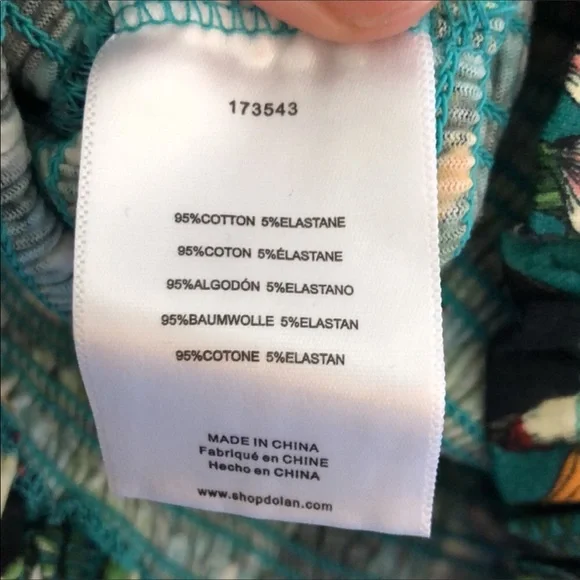 173543
95%COTTON 5%ELASTANE
95%COTON 5%ÉLASTANE
95%ALGODÓN 5%ELASTANO
95%BAUMWOLLE 5%ELASTAN
95%COTONE 5%ELASTAN
MADE IN CHINA
Fabriqué en CHINE
Hecho en CHINA
www.shopdolan.com